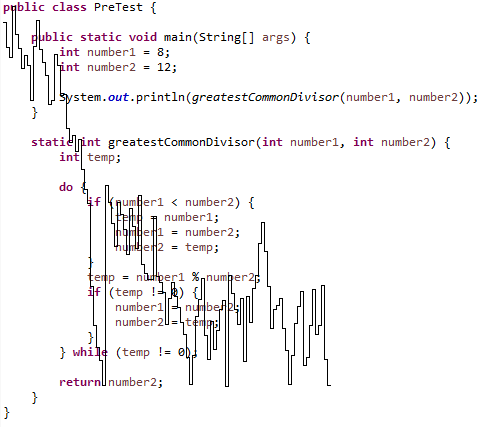 public class PreTest {
public static void main(String[] args) {
int number1 = 8;
int number2 = 12;
System.out.println(greatestCommonDivisor(number1, number2));
}
static int greatestCommonDivisor(int number1, int number2) {
int temp;
do {
if (number1 < number2) {
temp = number1;
number1 = number2;
number2 = temp;
}
temp = number1 % number2;
if (temp != 0) {
number1 = number2;
number2 = temp;
}
} while (temp != 0);
return number2;
}
}